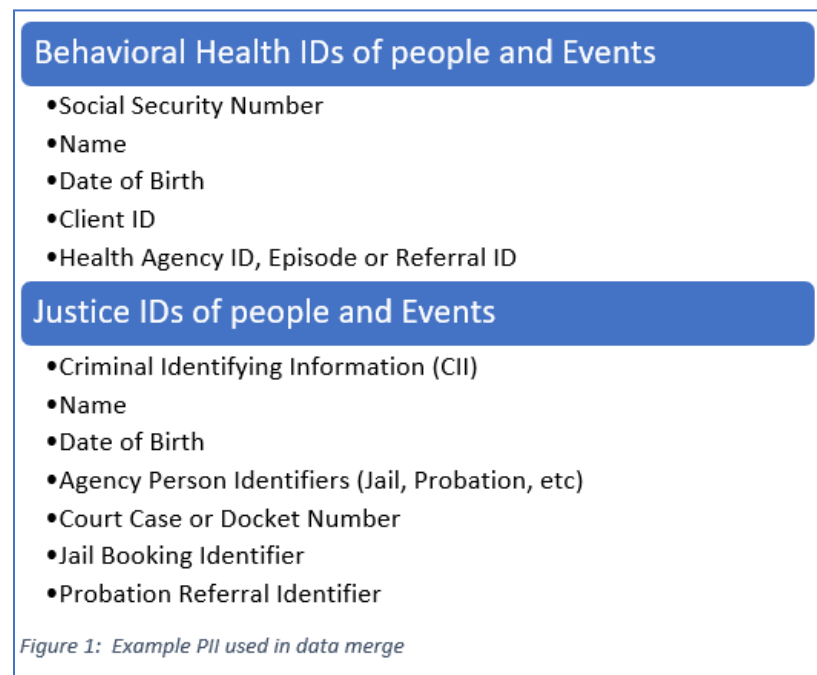 Behavioral Health IDs of people and Events
•Social Security Number
•Name
•Date of Birth
•Client ID
•Health Agency ID, Episode or Referral ID
Justice IDs of people and Events
•Criminal Identifying Information (CII)
•Name
•Date of Birth
•Agency Person Identifiers (Jail, Probation, etc)
•Court Case or Docket Number
•Jail Booking Identifier
•Probation Referral Identifier
Figure 1:  Example PII used in data merge